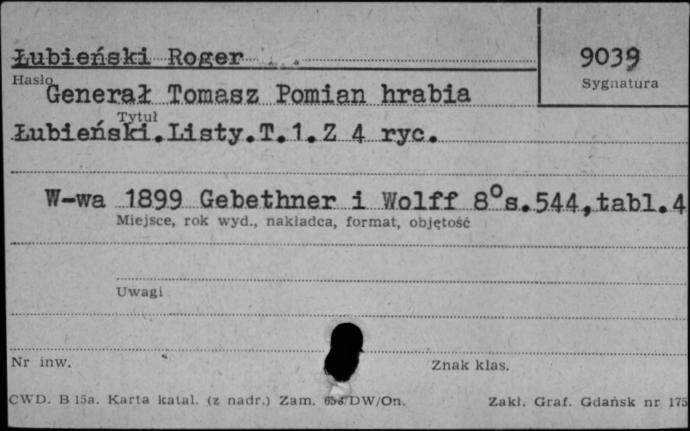 Łubieński Roger
9039
Hasło
Sygnatura
Generał Tomasz Pomian hrabia
Tytuł
Łubieński.Listy.T.1.Z 4 ryc.
W-wa 1899 Gebethner i Wolff 8°s.544,tabl.4
Miejsce, rok wyd., nakładca, format, objętość
Uwagi
Nr inw.
Znak klas.
CWD. B 15a. Karta katal. (z nadr.) Zam. DW/On.
Zakł. Graf. Gdańsk nr 175